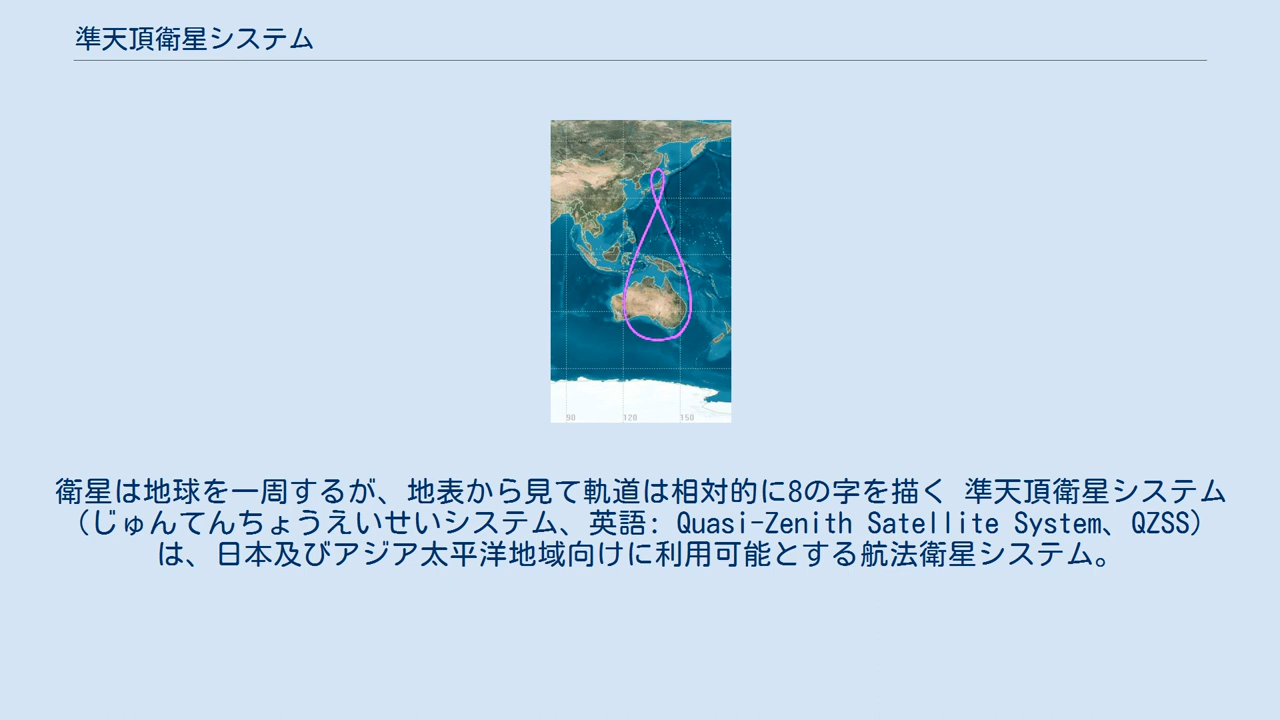 準天頂衛星システム
90 120 150
衛星は地球を一周するが、地表から見て軌道は相対的に8の字を描く 準天頂衛星システム
（じゅんてんちょうえいせいシステム、英語: Quasi-Zenith Satellite System、QZSS）
は、日本及びアジア太平洋地域向けに利用可能とする航法衛星システム。